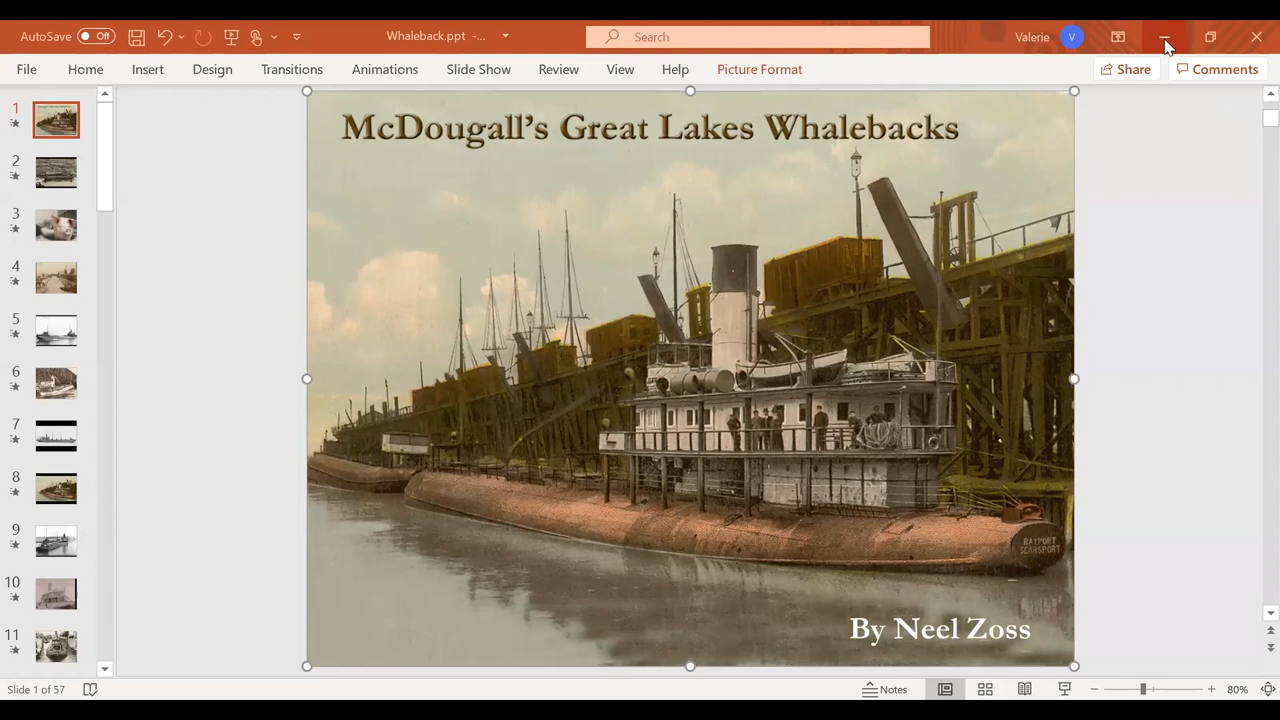 AutoSave Off Whaleback.ppt -... Search Valerie V
File Home Insert Design Transitions Animations Slide Show Review View Help Picture Format Share Comments
1
2
3
4
5
6
7
8
9
10
11
McDougall's Great Lakes Whalebacks
BAYPORT
SEARSPORT
By Neel Zoss
Slide 1 of 57 Notes 80%